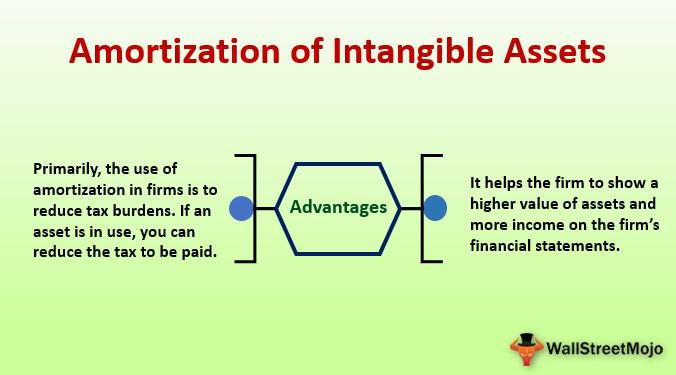 Amortization of Intangible Assets
Primarily, the use of
amortization in firms is to
reduce tax burdens. If an
asset is in use, you can
reduce the tax to be paid.
Advantages
It helps the firm to show a
higher value of assets and
more income on the firm's
financial statements.
WallStreetMojo